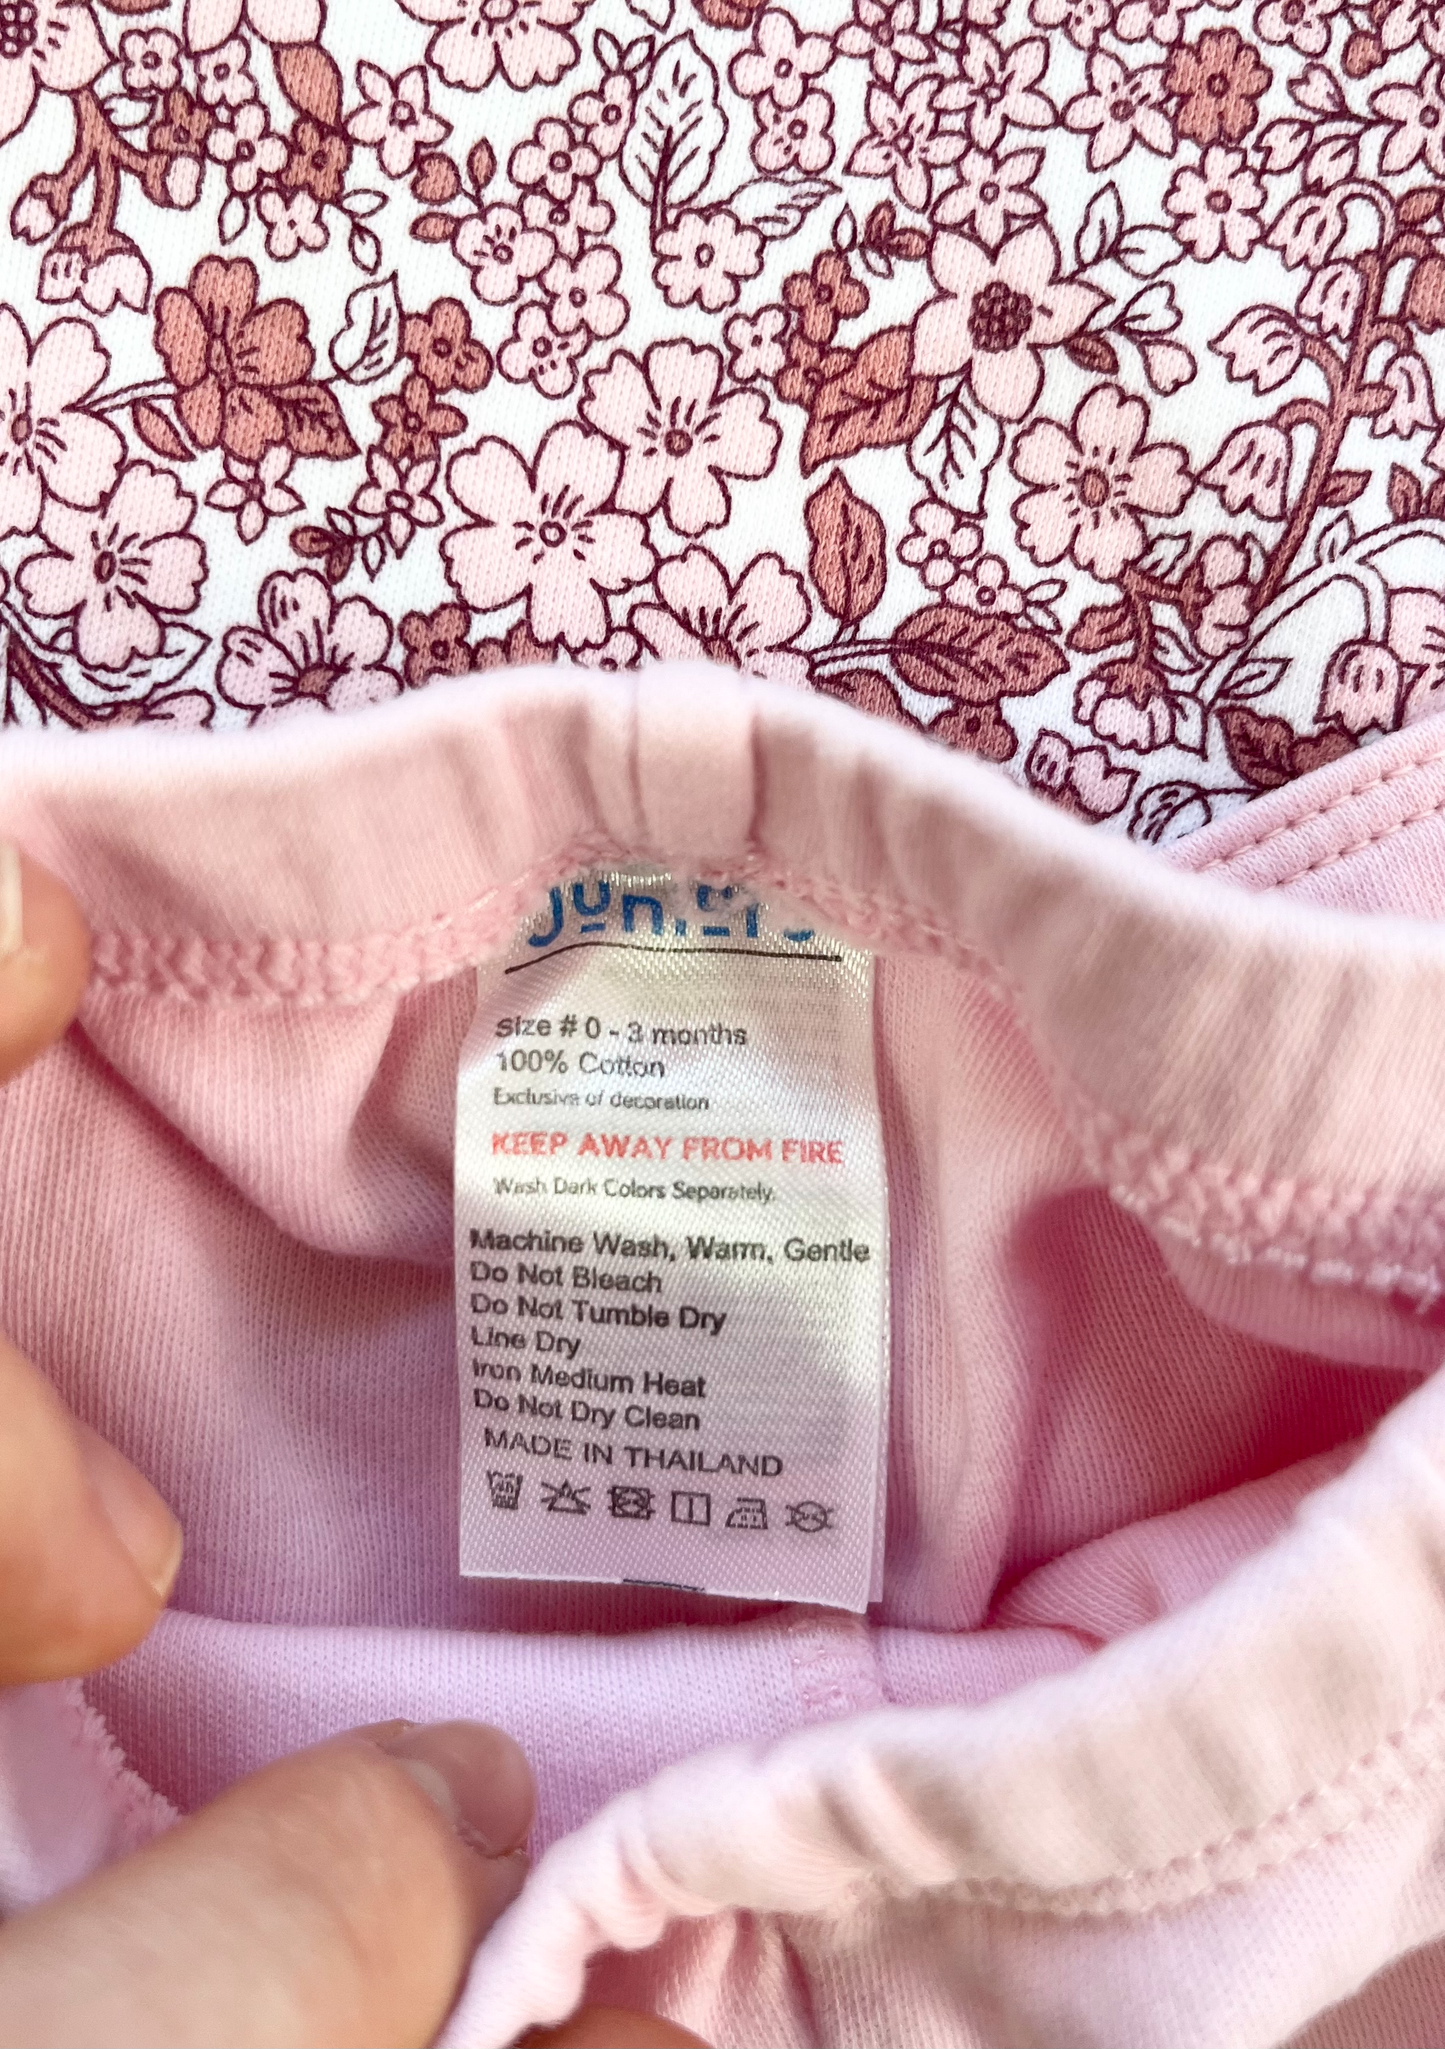 Juniors
Size # 0 - 3 months
100% Cotton
Exclusive of decoration
KEEP AWAY FROM FIRE
Wash Dark Colors Separately.
Machine Wash, Warm, Gentle
Do Not Bleach
Do Not Tumble Dry
Line Dry
Iron Medium Heat
Do Not Dry Clean
MADE IN THAILAND